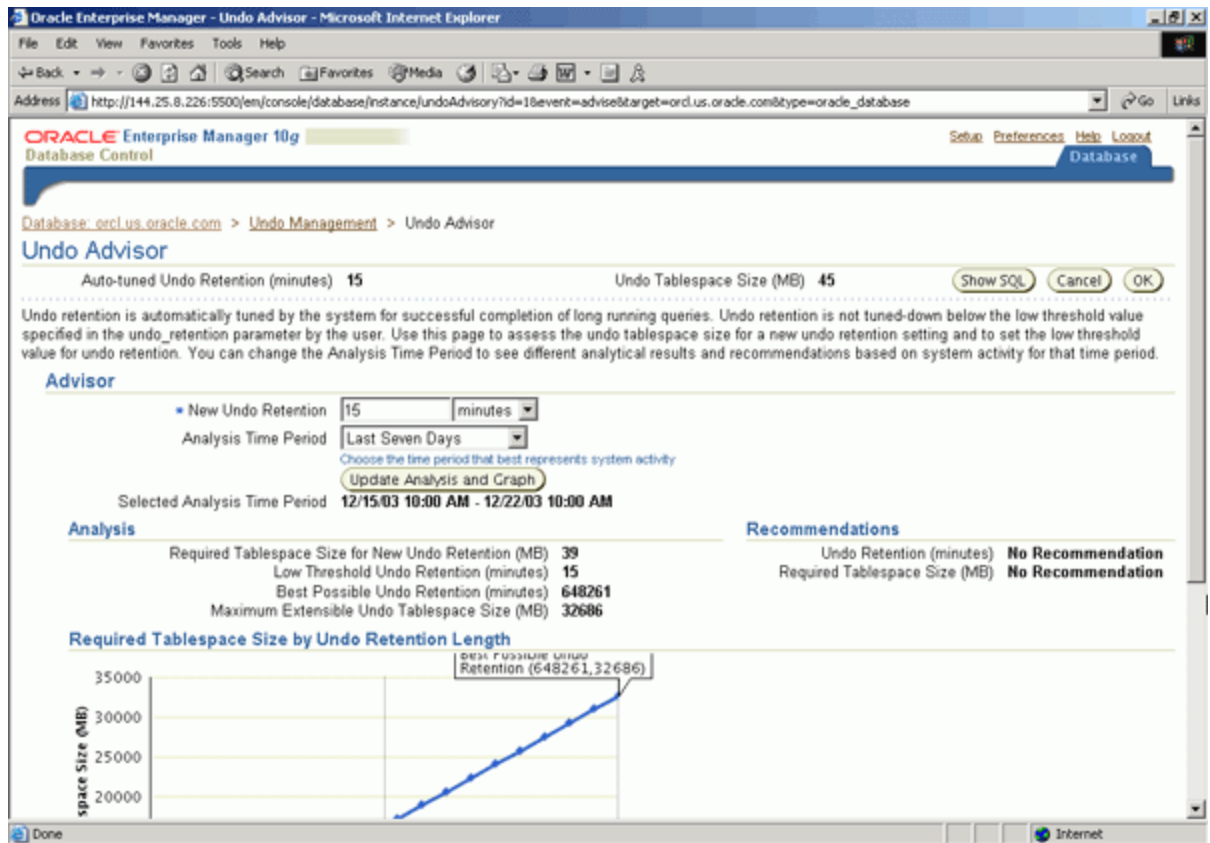 Oracle Enterprise Manager - Undo Advisor - Microsoft Internet Explorer
File Edit View Favorites Tools Help
Back Search Favorites Media
Address http://144.25.8.226:5500/em/console/database/instance/undoAdvisory?id=1&event=advise&target=orcl.us.oracle.com&type=oracle_database Go Links
ORACLE Enterprise Manager 10g
Database Control
Setup Preferences Help Logout
Database
Database: orcl.us.oracle.com > Undo Management > Undo Advisor
Undo Advisor
Auto-tuned Undo Retention (minutes) 15 Undo Tablespace Size (MB) 45 Show SQL Cancel OK
Undo retention is automatically tuned by the system for successful completion of long running queries. Undo retention is not tuned-down below the low threshold value
specified in the undo_retention parameter by the user. Use this page to assess the undo tablespace size for a new undo retention setting and to set the low threshold
value for undo retention. You can change the Analysis Time Period to see different analytical results and recommendations based on system activity for that time period.
Advisor
New Undo Retention 15 minutes
Analysis Time Period Last Seven Days
Choose the time period that best represents system activity
Update Analysis and Graph
Selected Analysis Time Period 12/15/03 10:00 AM - 12/22/03 10:00 AM
Analysis
Required Tablespace Size for New Undo Retention (MB) 39
Low Threshold Undo Retention (minutes) 15
Best Possible Undo Retention (minutes) 648261
Maximum Extensible Undo Tablespace Size (MB) 32686
Recommendations
Undo Retention (minutes) No Recommendation
Required Tablespace Size (MB) No Recommendation
Required Tablespace Size by Undo Retention Length
Best Possible Undo
Retention (648261,32686)
35000
30000
25000
20000
space Size (MB)
Done Internet